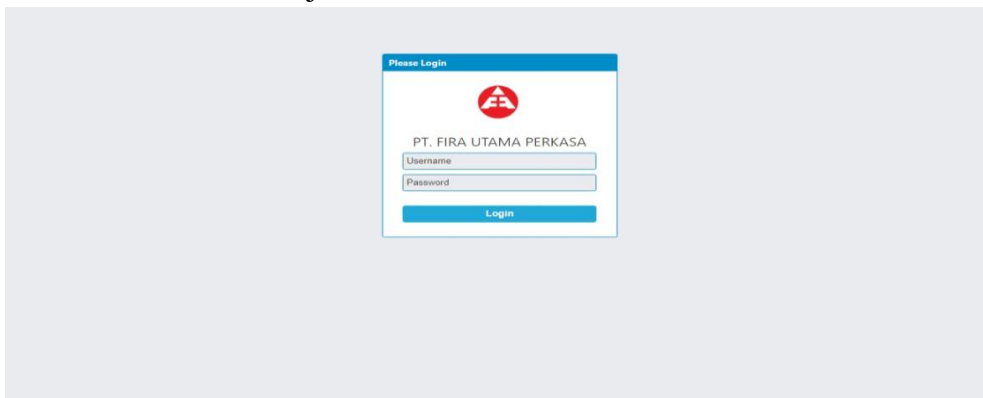 Please Login
PT. FIRA UTAMA PERKASA
Username
Password
Login